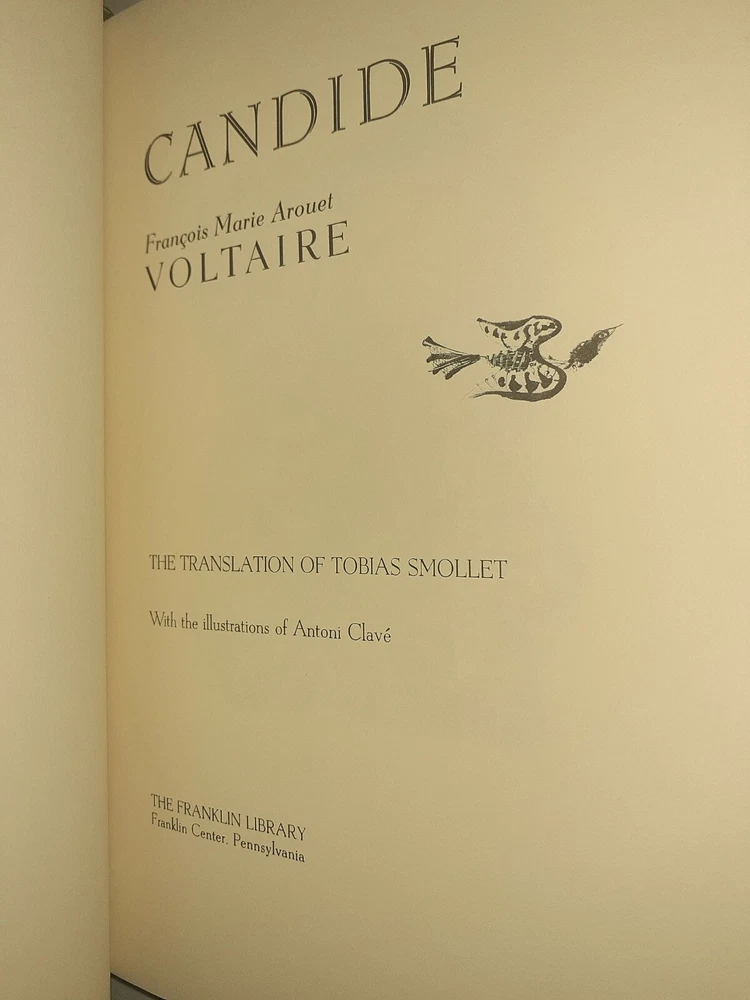 CANDIDE
François Marie Arouet
VOLTAIRE
THE TRANSLATION OF TOBIAS SMOLLET
With the illustrations of Antoni Clavé
THE FRANKLIN LIBRARY
Franklin Center, Pennsylvania